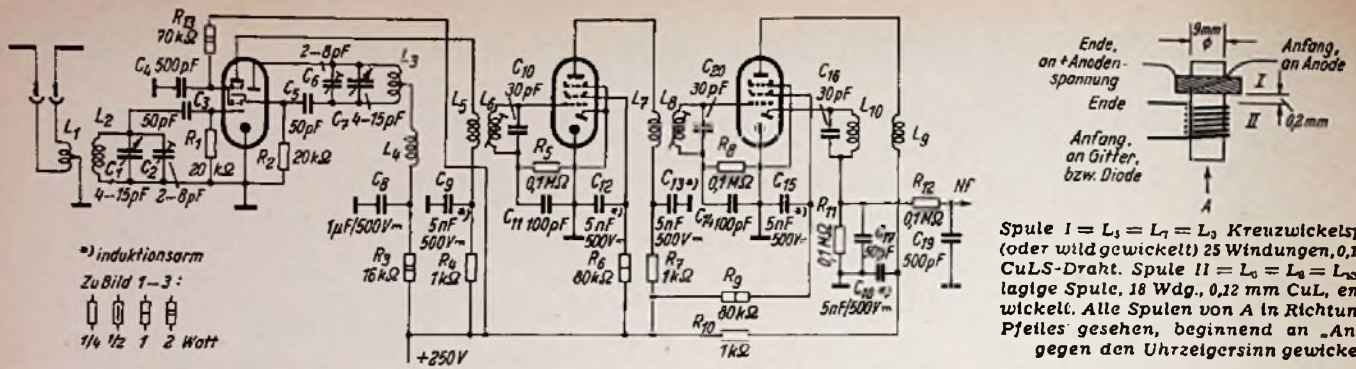 R13
70kΩ
C4 500pF
L1
L2
C3
50pF
C1
C2
4–15pF
2–8pF
R1
20 kΩ
R2
20kΩ
2–8pF
C6
C5
50pF
C7
4–15pF
L3
L4
L5
L6
C8
1µF/500V
C9 *)
5nF
500V
R3
16kΩ
R4
1kΩ
+250V
C10
30pF
R5
0,1MΩ
C11 100pF
C12
5nF *)
500V
R6
80kΩ
L7
L8
C13 *)
5nF
500V
R7
1kΩ
C20
30pF
R8
0,1MΩ
C14 100pF
C15
5nF *)
500V
R9
80kΩ
R10
1kΩ
C16
30pF
L10
L9
R11
0,1MΩ
C17
50pF
C18 *)
5nF/500V
R12
0,1MΩ
Nf
C19
500pF
*) induktionsarm
Zu Bild 1–3:
1/4 1/2 1 2 Watt
Ende,
an +Anoden-
spannung
9mm
ϕ
Anfang,
an Anode
I
Ende
II
0,2mm
Anfang,
an Gitter,
bzw. Diode
A
Spule I = L5 = L7 = L9 Kreuzwickelsp
(oder wild gewickelt) 25 Windungen, 0,1
CuLS-Draht. Spule II = L6 = L8 = L10
lagige Spule, 18 Wdg., 0,12 mm CuL, en
wickelt. Alle Spulen von A in Richtun
Pfeiles gesehen, beginnend an „An
gegen den Uhrzeigersinn gewicke